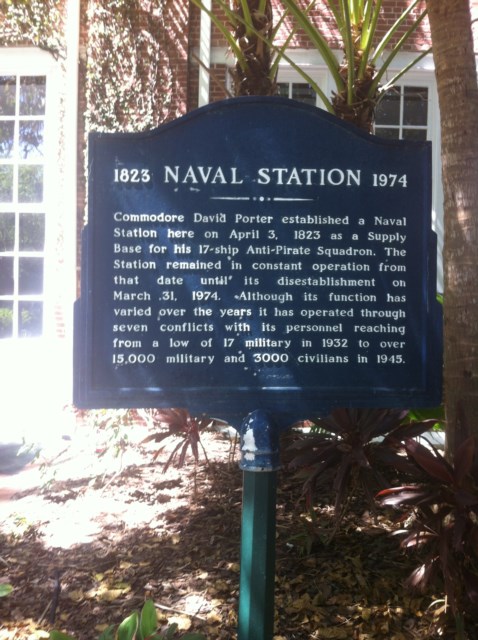 1823 NAVAL STATION 1974
Commodore David Porter established a Naval
Station here on April 3, 1823 as a Supply
Base for his 17-ship Anti-Pirate Squadron. The
Station remained in constant operation from
that date until its disestablishment on
March 31, 1974. Although its function has
varied over the years it has operated through
seven conflicts with its personnel reaching
from a low of 17 military in 1932 to over
15,000 military and 3000 civilians in 1945.